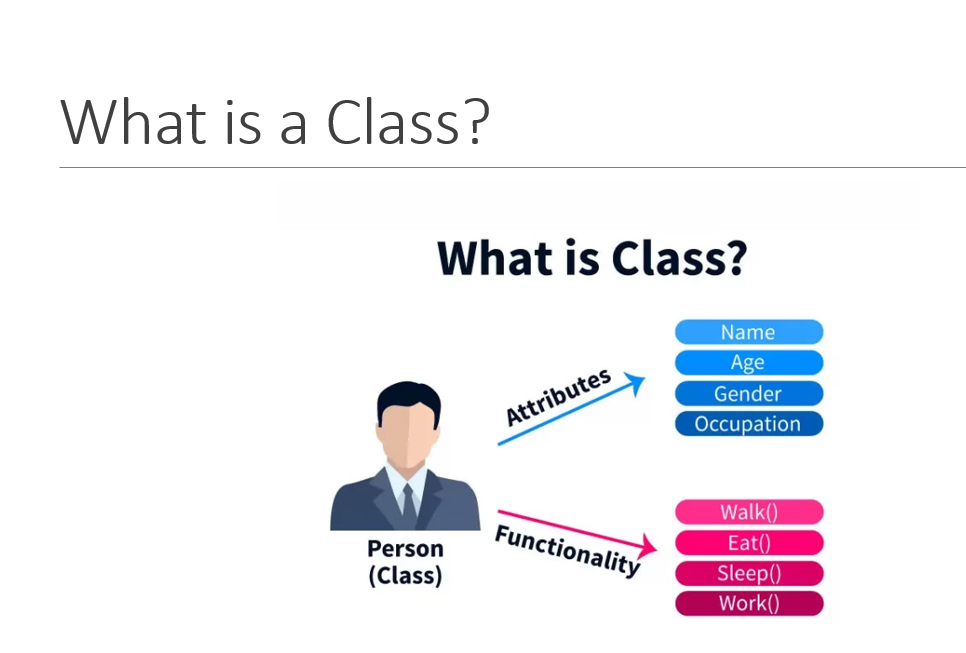 What is a Class?
What is Class?
Attributes
Name
Age
Gender
Occupation
Person
(Class)
Functionality
Walk()
Eat()
Sleep()
Work()